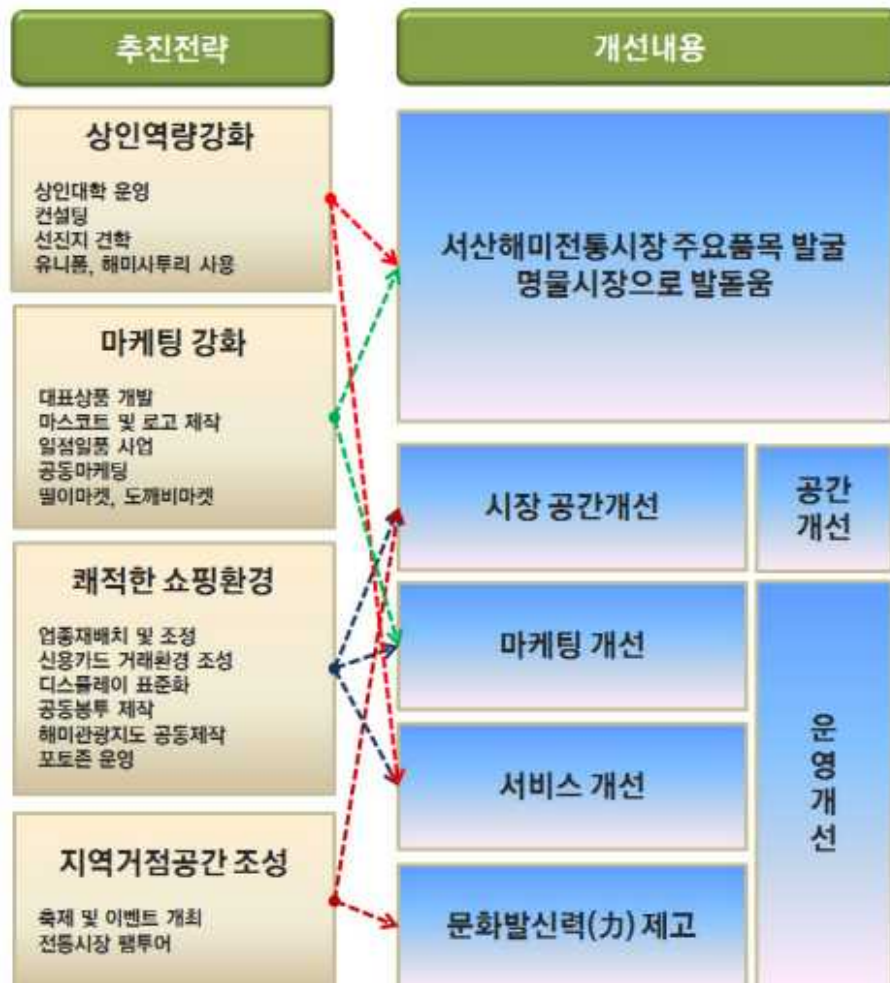 추진전략
개선내용
상인역량강화
상인대학 운영
컨설팅
선진지 견학
유니폼, 해미사투리 사용
마케팅 강화
대표상품 개발
마스코트 및 로고 제작
일점일품 사업
공동마케팅
떨이마켓, 도깨비마켓
쾌적한 쇼핑환경
업종재배치 및 조정
신용카드 거래환경 조성
디스플레이 표준화
공동봉투 제작
해미관광지도 공동제작
포토존 운영
지역거점공간 조성
축제 및 이벤트 개최
전통시장 팸투어
서산해미전통시장 주요품목 발굴
명물시장으로 발돋움
시장 공간개선
공간
개선
마케팅 개선
서비스 개선
문화발신력(力) 제고
운
영
개
선